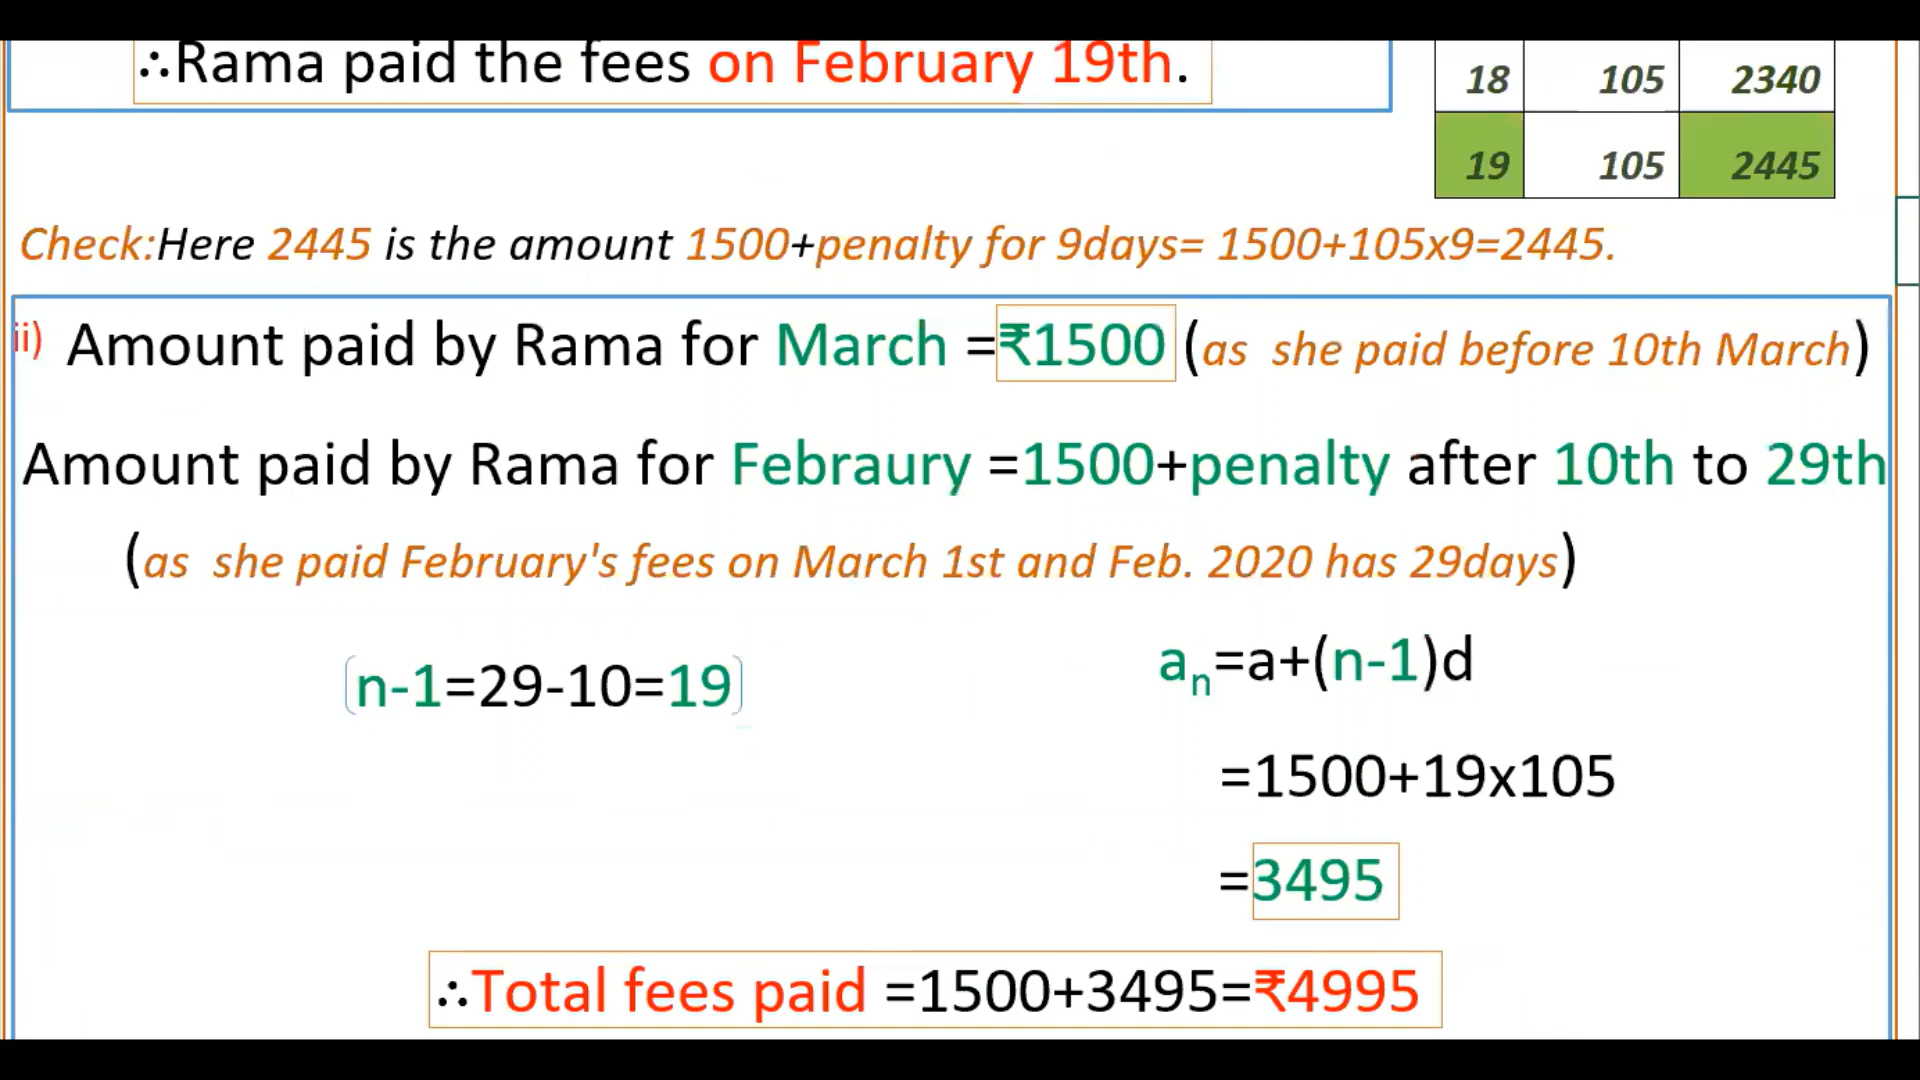 ∴Rama paid the fees on February 19th.
18 105 2340
19 105 2445
Check:Here 2445 is the amount 1500+penalty for 9days= 1500+105x9=2445.
ii) Amount paid by Rama for March =₹1500 (as she paid before 10th March)
Amount paid by Rama for Febraury =1500+penalty after 10th to 29th
(as she paid February's fees on March 1st and Feb. 2020 has 29days)
n-1=29-10=19
aₙ=a+(n-1)d
=1500+19x105
=3495
∴Total fees paid =1500+3495=₹4995